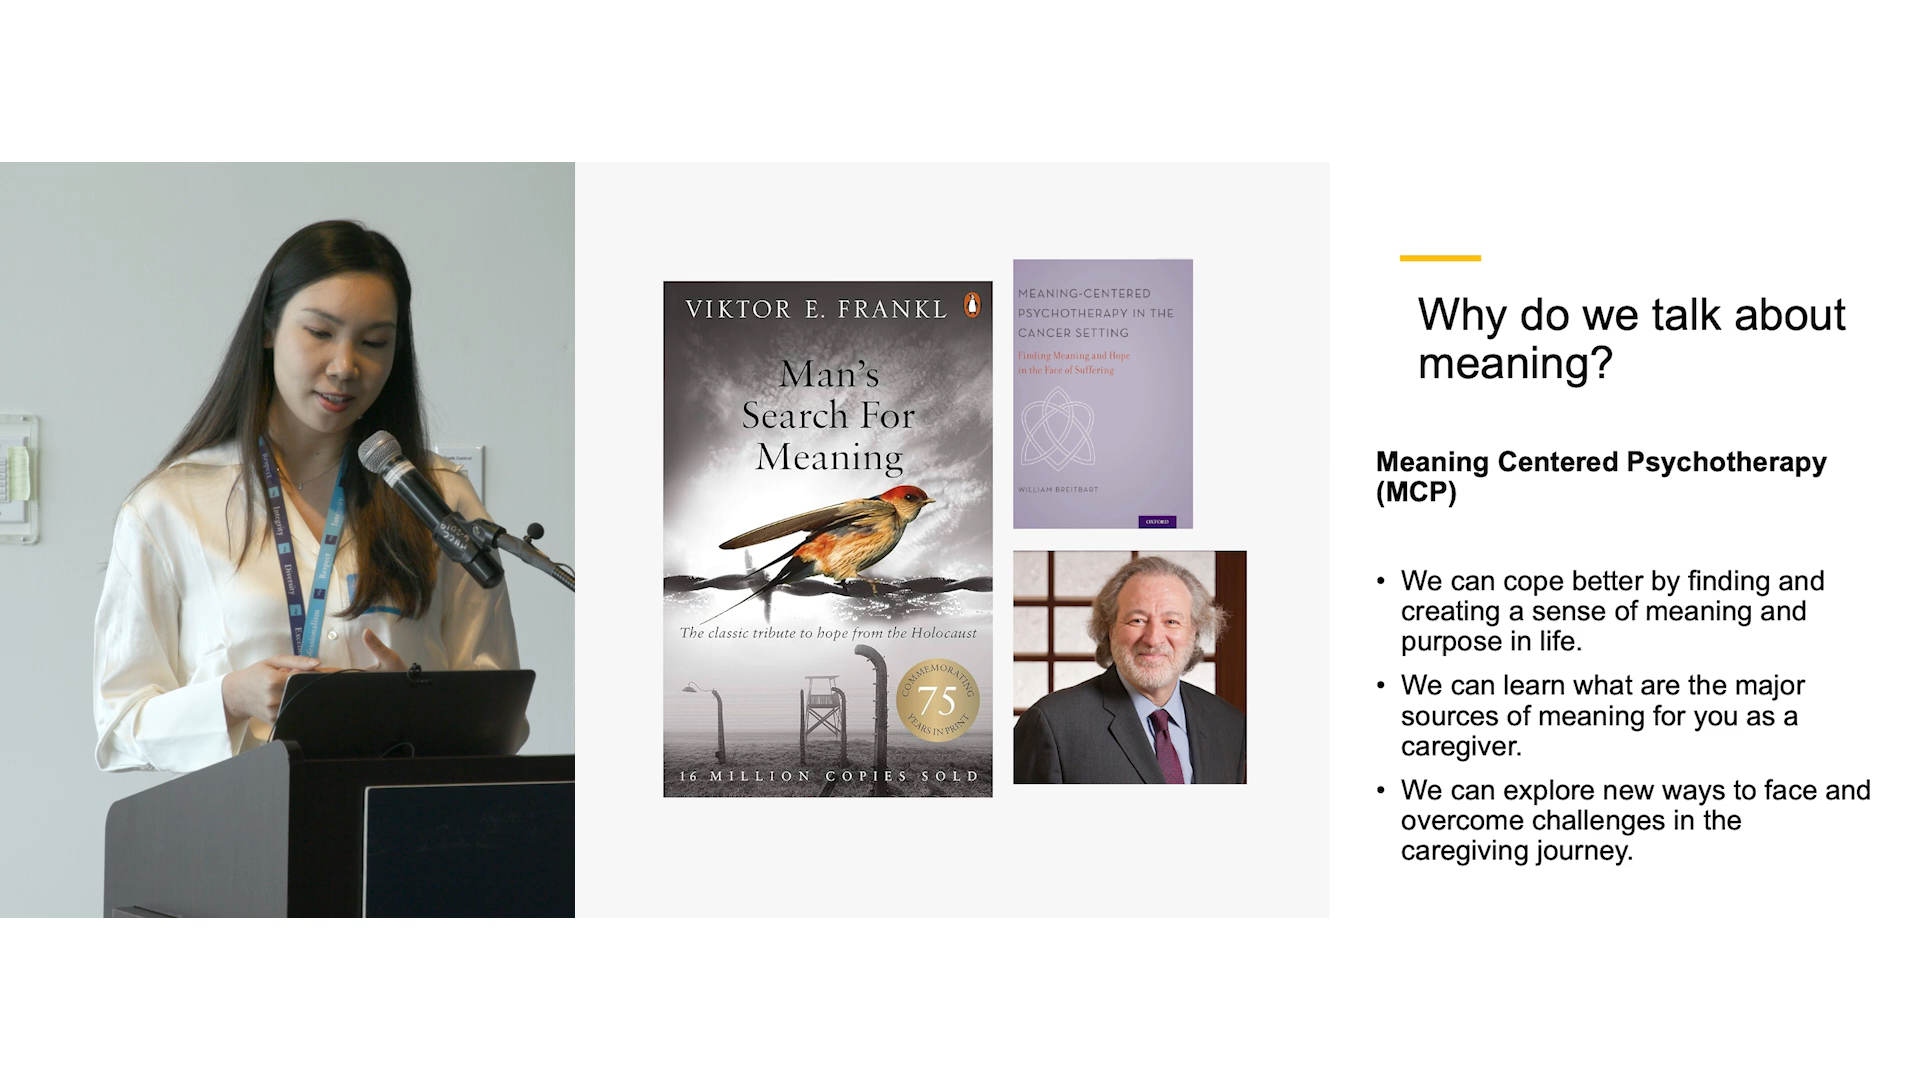 VIKTOR E. FRANKL
Man's
Search For
Meaning
The classic tribute to hope from the Holocaust
COMMEMORATING
75
YEARS IN PRINT
16 MILLION COPIES SOLD
MEANING-CENTERED
PSYCHOTHERAPY IN THE
CANCER SETTING
Finding Meaning and Hope
in the Face of Suffering
WILLIAM BREITBART
OXFORD
Why do we talk about
meaning?
Meaning Centered Psychotherapy
(MCP)
• We can cope better by finding and
creating a sense of meaning and
purpose in life.
• We can learn what are the major
sources of meaning for you as a
caregiver.
• We can explore new ways to face and
overcome challenges in the
caregiving journey.
Respect
Integrity
Diversity
Respect